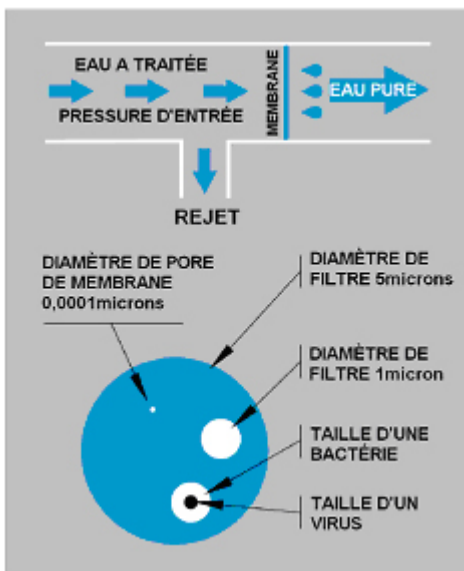 EAU A TRAITÉE
PRESSURE D'ENTRÉE
MEMBRANE
EAU PURE
REJET
DIAMÈTRE DE PORE
DE MEMBRANE
0,0001microns
DIAMÈTRE DE
FILTRE 5microns
DIAMÈTRE DE
FILTRE 1micron
TAILLE D'UNE
BACTÉRIE
TAILLE D'UN
VIRUS